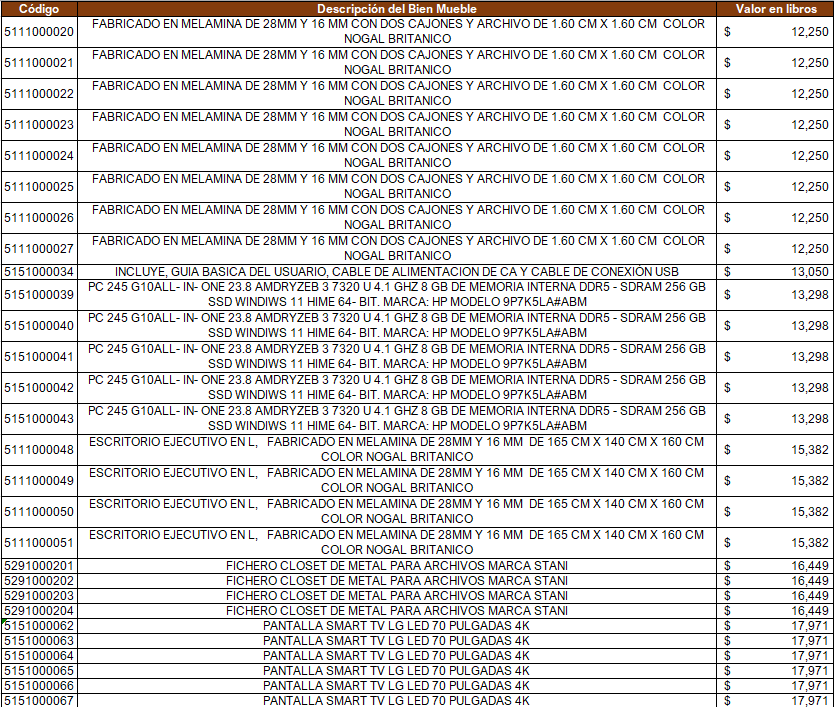 Código Descripción del Bien Mueble Valor en libros
FABRICADO EN MELAMINA DE 28MM Y 16 MM CON DOS CAJONES Y ARCHIVO DE 1.60 CM X 1.60 CM COLOR
5111000020 NOGAL BRITANICO $ 12,250
FABRICADO EN MELAMINA DE 28MM Y 16 MM CON DOS CAJONES Y ARCHIVO DE 1.60 CM X 1.60 CM COLOR
5111000021 NOGAL BRITANICO $ 12,250
FABRICADO EN MELAMINA DE 28MM Y 16 MM CON DOS CAJONES Y ARCHIVO DE 1.60 CM X 1.60 CM COLOR
5111000022 NOGAL BRITANICO $ 12,250
FABRICADO EN MELAMINA DE 28MM Y 16 MM CON DOS CAJONES Y ARCHIVO DE 1.60 CM X 1.60 CM COLOR
5111000023 NOGAL BRITANICO $ 12,250
FABRICADO EN MELAMINA DE 28MM Y 16 MM CON DOS CAJONES Y ARCHIVO DE 1.60 CM X 1.60 CM COLOR
5111000024 NOGAL BRITANICO $ 12,250
FABRICADO EN MELAMINA DE 28MM Y 16 MM CON DOS CAJONES Y ARCHIVO DE 1.60 CM X 1.60 CM COLOR
5111000025 NOGAL BRITANICO $ 12,250
FABRICADO EN MELAMINA DE 28MM Y 16 MM CON DOS CAJONES Y ARCHIVO DE 1.60 CM X 1.60 CM COLOR
5111000026 NOGAL BRITANICO $ 12,250
FABRICADO EN MELAMINA DE 28MM Y 16 MM CON DOS CAJONES Y ARCHIVO DE 1.60 CM X 1.60 CM COLOR
5111000027 NOGAL BRITANICO $ 12,250
5151000034 INCLUYE, GUIA BASICA DEL USUARIO, CABLE DE ALIMENTACION DE CA Y CABLE DE CONEXIÓN USB $ 13,050
PC 245 G10ALL- IN- ONE 23.8 AMDRYZEB 3 7320 U 4.1 GHZ 8 GB DE MEMORIA INTERNA DDR5 - SDRAM 256 GB
5151000039 SSD WINDIWS 11 HIME 64- BIT. MARCA: HP MODELO 9P7K5LA#ABM $ 13,298
PC 245 G10ALL- IN- ONE 23.8 AMDRYZEB 3 7320 U 4.1 GHZ 8 GB DE MEMORIA INTERNA DDR5 - SDRAM 256 GB
5151000040 SSD WINDIWS 11 HIME 64- BIT. MARCA: HP MODELO 9P7K5LA#ABM $ 13,298
PC 245 G10ALL- IN- ONE 23.8 AMDRYZEB 3 7320 U 4.1 GHZ 8 GB DE MEMORIA INTERNA DDR5 - SDRAM 256 GB
5151000041 SSD WINDIWS 11 HIME 64- BIT. MARCA: HP MODELO 9P7K5LA#ABM $ 13,298
PC 245 G10ALL- IN- ONE 23.8 AMDRYZEB 3 7320 U 4.1 GHZ 8 GB DE MEMORIA INTERNA DDR5 - SDRAM 256 GB
5151000042 SSD WINDIWS 11 HIME 64- BIT. MARCA: HP MODELO 9P7K5LA#ABM $ 13,298
PC 245 G10ALL- IN- ONE 23.8 AMDRYZEB 3 7320 U 4.1 GHZ 8 GB DE MEMORIA INTERNA DDR5 - SDRAM 256 GB
5151000043 SSD WINDIWS 11 HIME 64- BIT. MARCA: HP MODELO 9P7K5LA#ABM $ 13,298
ESCRITORIO EJECUTIVO EN L, FABRICADO EN MELAMINA DE 28MM Y 16 MM DE 165 CM X 140 CM X 160 CM
5111000048 COLOR NOGAL BRITANICO $ 15,382
ESCRITORIO EJECUTIVO EN L, FABRICADO EN MELAMINA DE 28MM Y 16 MM DE 165 CM X 140 CM X 160 CM
5111000049 COLOR NOGAL BRITANICO $ 15,382
ESCRITORIO EJECUTIVO EN L, FABRICADO EN MELAMINA DE 28MM Y 16 MM DE 165 CM X 140 CM X 160 CM
5111000050 COLOR NOGAL BRITANICO $ 15,382
ESCRITORIO EJECUTIVO EN L, FABRICADO EN MELAMINA DE 28MM Y 16 MM DE 165 CM X 140 CM X 160 CM
5111000051 COLOR NOGAL BRITANICO $ 15,382
5291000201 FICHERO CLOSET DE METAL PARA ARCHIVOS MARCA STANI $ 16,449
5291000202 FICHERO CLOSET DE METAL PARA ARCHIVOS MARCA STANI $ 16,449
5291000203 FICHERO CLOSET DE METAL PARA ARCHIVOS MARCA STANI $ 16,449
5291000204 FICHERO CLOSET DE METAL PARA ARCHIVOS MARCA STANI $ 16,449
5151000062 PANTALLA SMART TV LG LED 70 PULGADAS 4K $ 17,971
5151000063 PANTALLA SMART TV LG LED 70 PULGADAS 4K $ 17,971
5151000064 PANTALLA SMART TV LG LED 70 PULGADAS 4K $ 17,971
5151000065 PANTALLA SMART TV LG LED 70 PULGADAS 4K $ 17,971
5151000066 PANTALLA SMART TV LG LED 70 PULGADAS 4K $ 17,971
5151000067 PANTALLA SMART TV LG LED 70 PULGADAS 4K $ 17,971